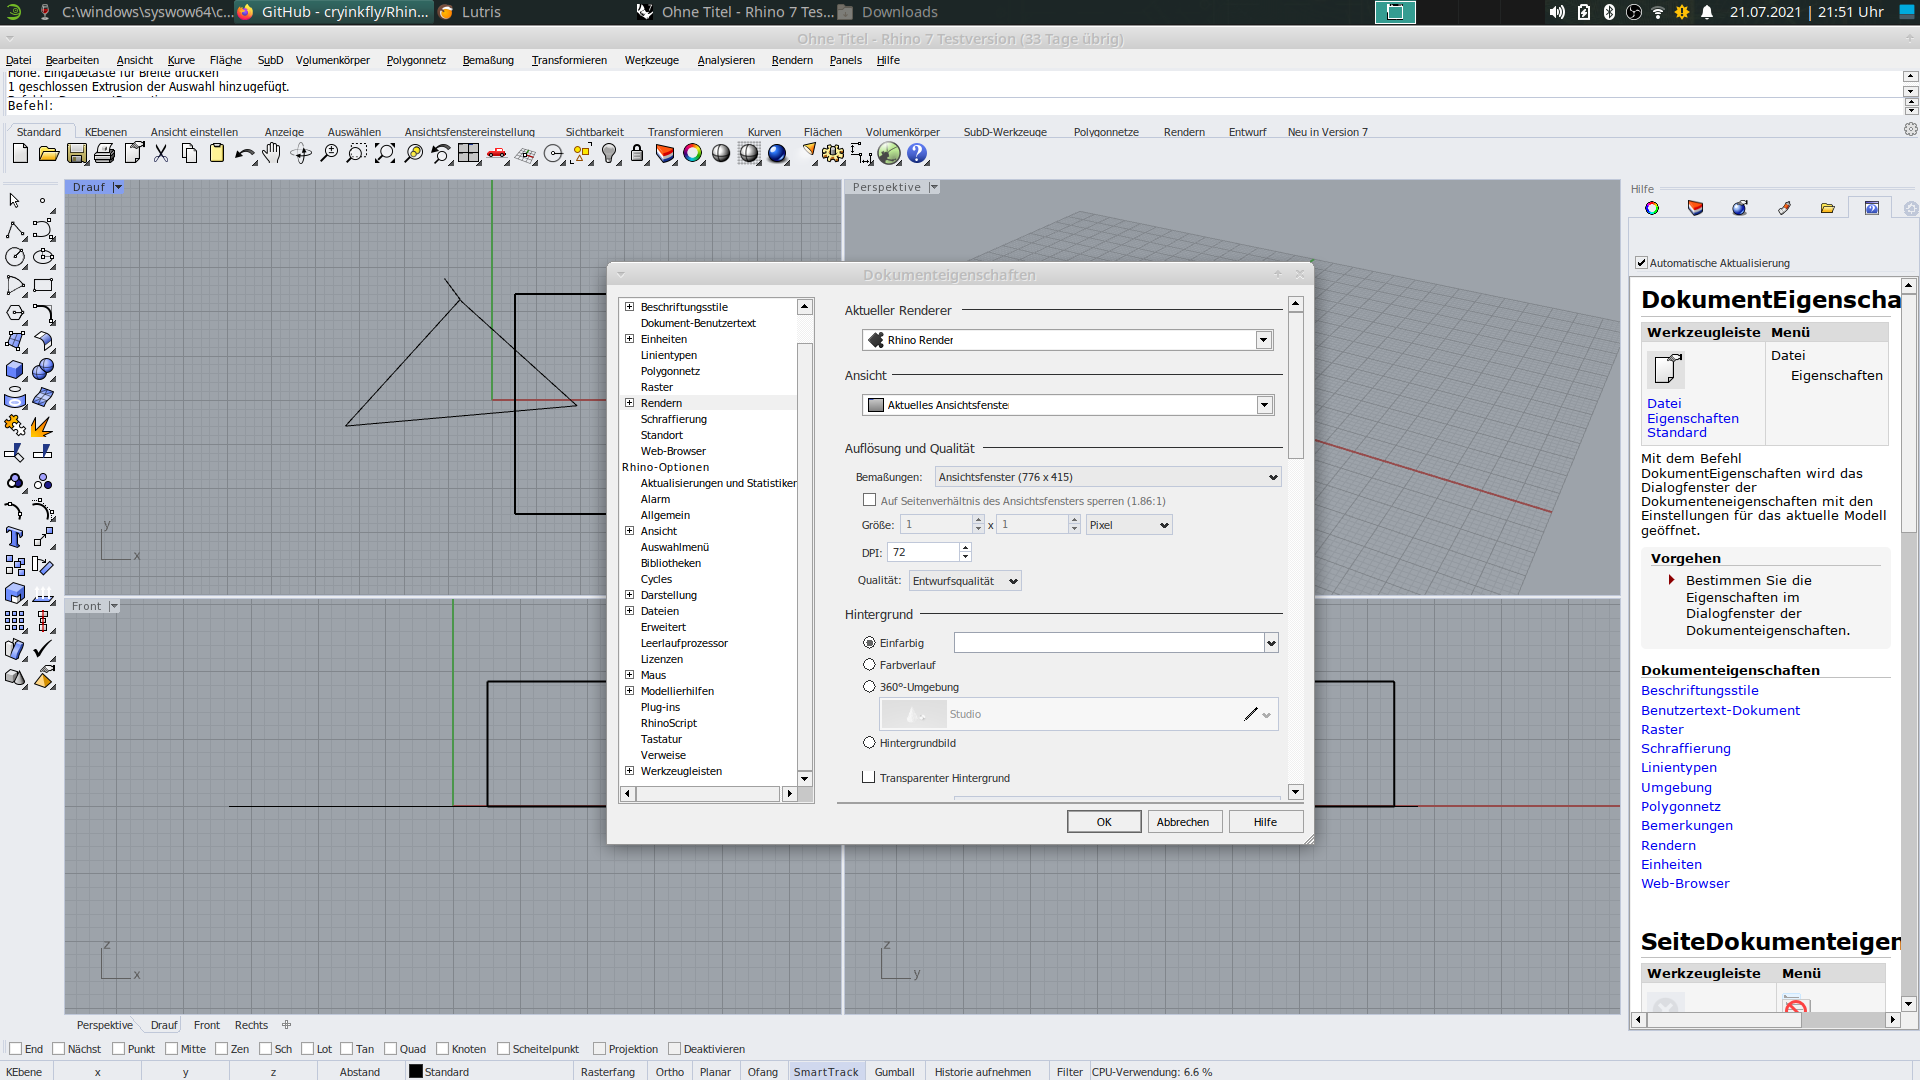 C:\windows\syswow64\c...
GitHub - cryinkfly/Rhin...
Lutris
Ohne Titel - Rhino 7 Tes...
Downloads
21.07.2021 | 21:51 Uhr
Ohne Titel - Rhino 7 Testversion (33 Tage übrig)
Datei Bearbeiten Ansicht Kurve Fläche SubD Volumenkörper Polygonnetz Bemaßung Transformieren Werkzeuge Analysieren Rendern Panels Hilfe
Höhe. Eingabetaste für Breite drücken
1 geschlossen Extrusion der Auswahl hinzugefügt.
Befehl:
Standard KEbenen Ansicht einstellen Anzeige Auswählen Ansichtsfenstereinstellung Sichtbarkeit Transformieren Kurven Flächen Volumenkörper SubD-Werkzeuge Polygonnetze Rendern Entwurf Neu in Version 7
Drauf
y
x
Perspektive
Front
z
x
z
y
Dokumenteigenschaften
Beschriftungsstile
Dokument-Benutzertext
Einheiten
Linientypen
Polygonnetz
Raster
Rendern
Schraffierung
Standort
Web-Browser
Rhino-Optionen
Aktualisierungen und Statistiken
Alarm
Allgemein
Ansicht
Auswahlmenü
Bibliotheken
Cycles
Darstellung
Dateien
Erweitert
Leerlaufprozessor
Lizenzen
Maus
Modellierhilfen
Plug-ins
RhinoScript
Tastatur
Verweise
Werkzeugleisten
Aktueller Renderer
Rhino Render
Ansicht
Aktuelles Ansichtsfenster
Auflösung und Qualität
Bemaßungen: Ansichtsfenster (776 x 415)
Auf Seitenverhältnis des Ansichtsfensters sperren (1.86:1)
Größe: 1 x 1 Pixel
DPI: 72
Qualität: Entwurfsqualität
Hintergrund
Einfarbig
Farbverlauf
360°-Umgebung
Studio
Hintergrundbild
Transparenter Hintergrund
OK Abbrechen Hilfe
Hilfe
Automatische Aktualisierung
DokumentEigenscha
Werkzeugleiste Menü
Datei
Eigenschaften
Datei
Eigenschaften
Standard
Mit dem Befehl
DokumentEigenschaften wird das
Dialogfenster der
Dokumenteneigenschaften mit den
Einstellungen für das aktuelle Modell
geöffnet.
Vorgehen
Bestimmen Sie die
Eigenschaften im
Dialogfenster der
Dokumenteigenschaften.
Dokumenteigenschaften
Beschriftungsstile
Benutzertext-Dokument
Raster
Schraffierung
Linientypen
Umgebung
Polygonnetz
Bemerkungen
Rendern
Einheiten
Web-Browser
SeiteDokumenteigen
Werkzeugleiste Menü
Perspektive Drauf Front Rechts
End Nächst Punkt Mitte Zen Sch Lot Tan Quad Knoten Scheitelpunkt Projektion Deaktivieren
KEbene x y z Abstand Standard Rasterfang Ortho Planar Ofang SmartTrack Gumball Historie aufnehmen Filter CPU-Verwendung: 6.6 %